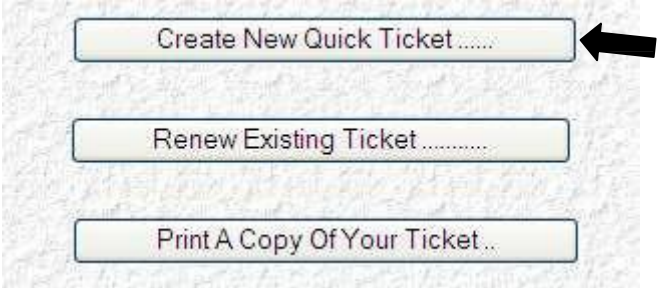 Create New Quick Ticket ......
Renew Existing Ticket ...........
Print A Copy Of Your Ticket ..